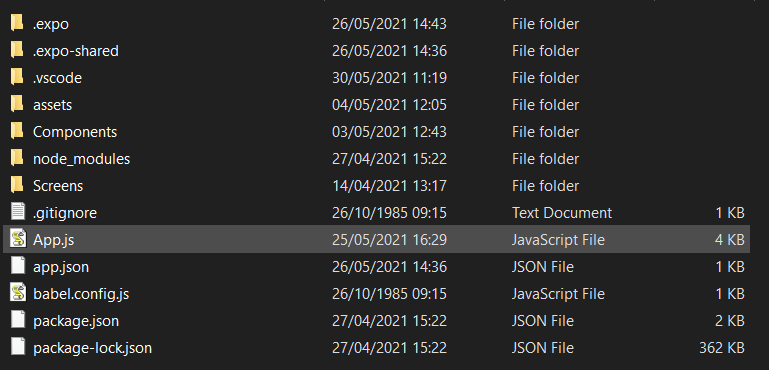 .expo 26/05/2021 14:43 File folder
.expo-shared 26/05/2021 14:36 File folder
.vscode 30/05/2021 11:19 File folder
assets 04/05/2021 12:05 File folder
Components 03/05/2021 12:43 File folder
node_modules 27/04/2021 15:22 File folder
Screens 14/04/2021 13:17 File folder
.gitignore 26/10/1985 09:15 Text Document 1 KB
App.js 25/05/2021 16:29 JavaScript File 4 KB
app.json 26/05/2021 14:36 JSON File 1 KB
babel.config.js 26/10/1985 09:15 JavaScript File 1 KB
package.json 27/04/2021 15:22 JSON File 2 KB
package-lock.json 27/04/2021 15:22 JSON File 362 KB